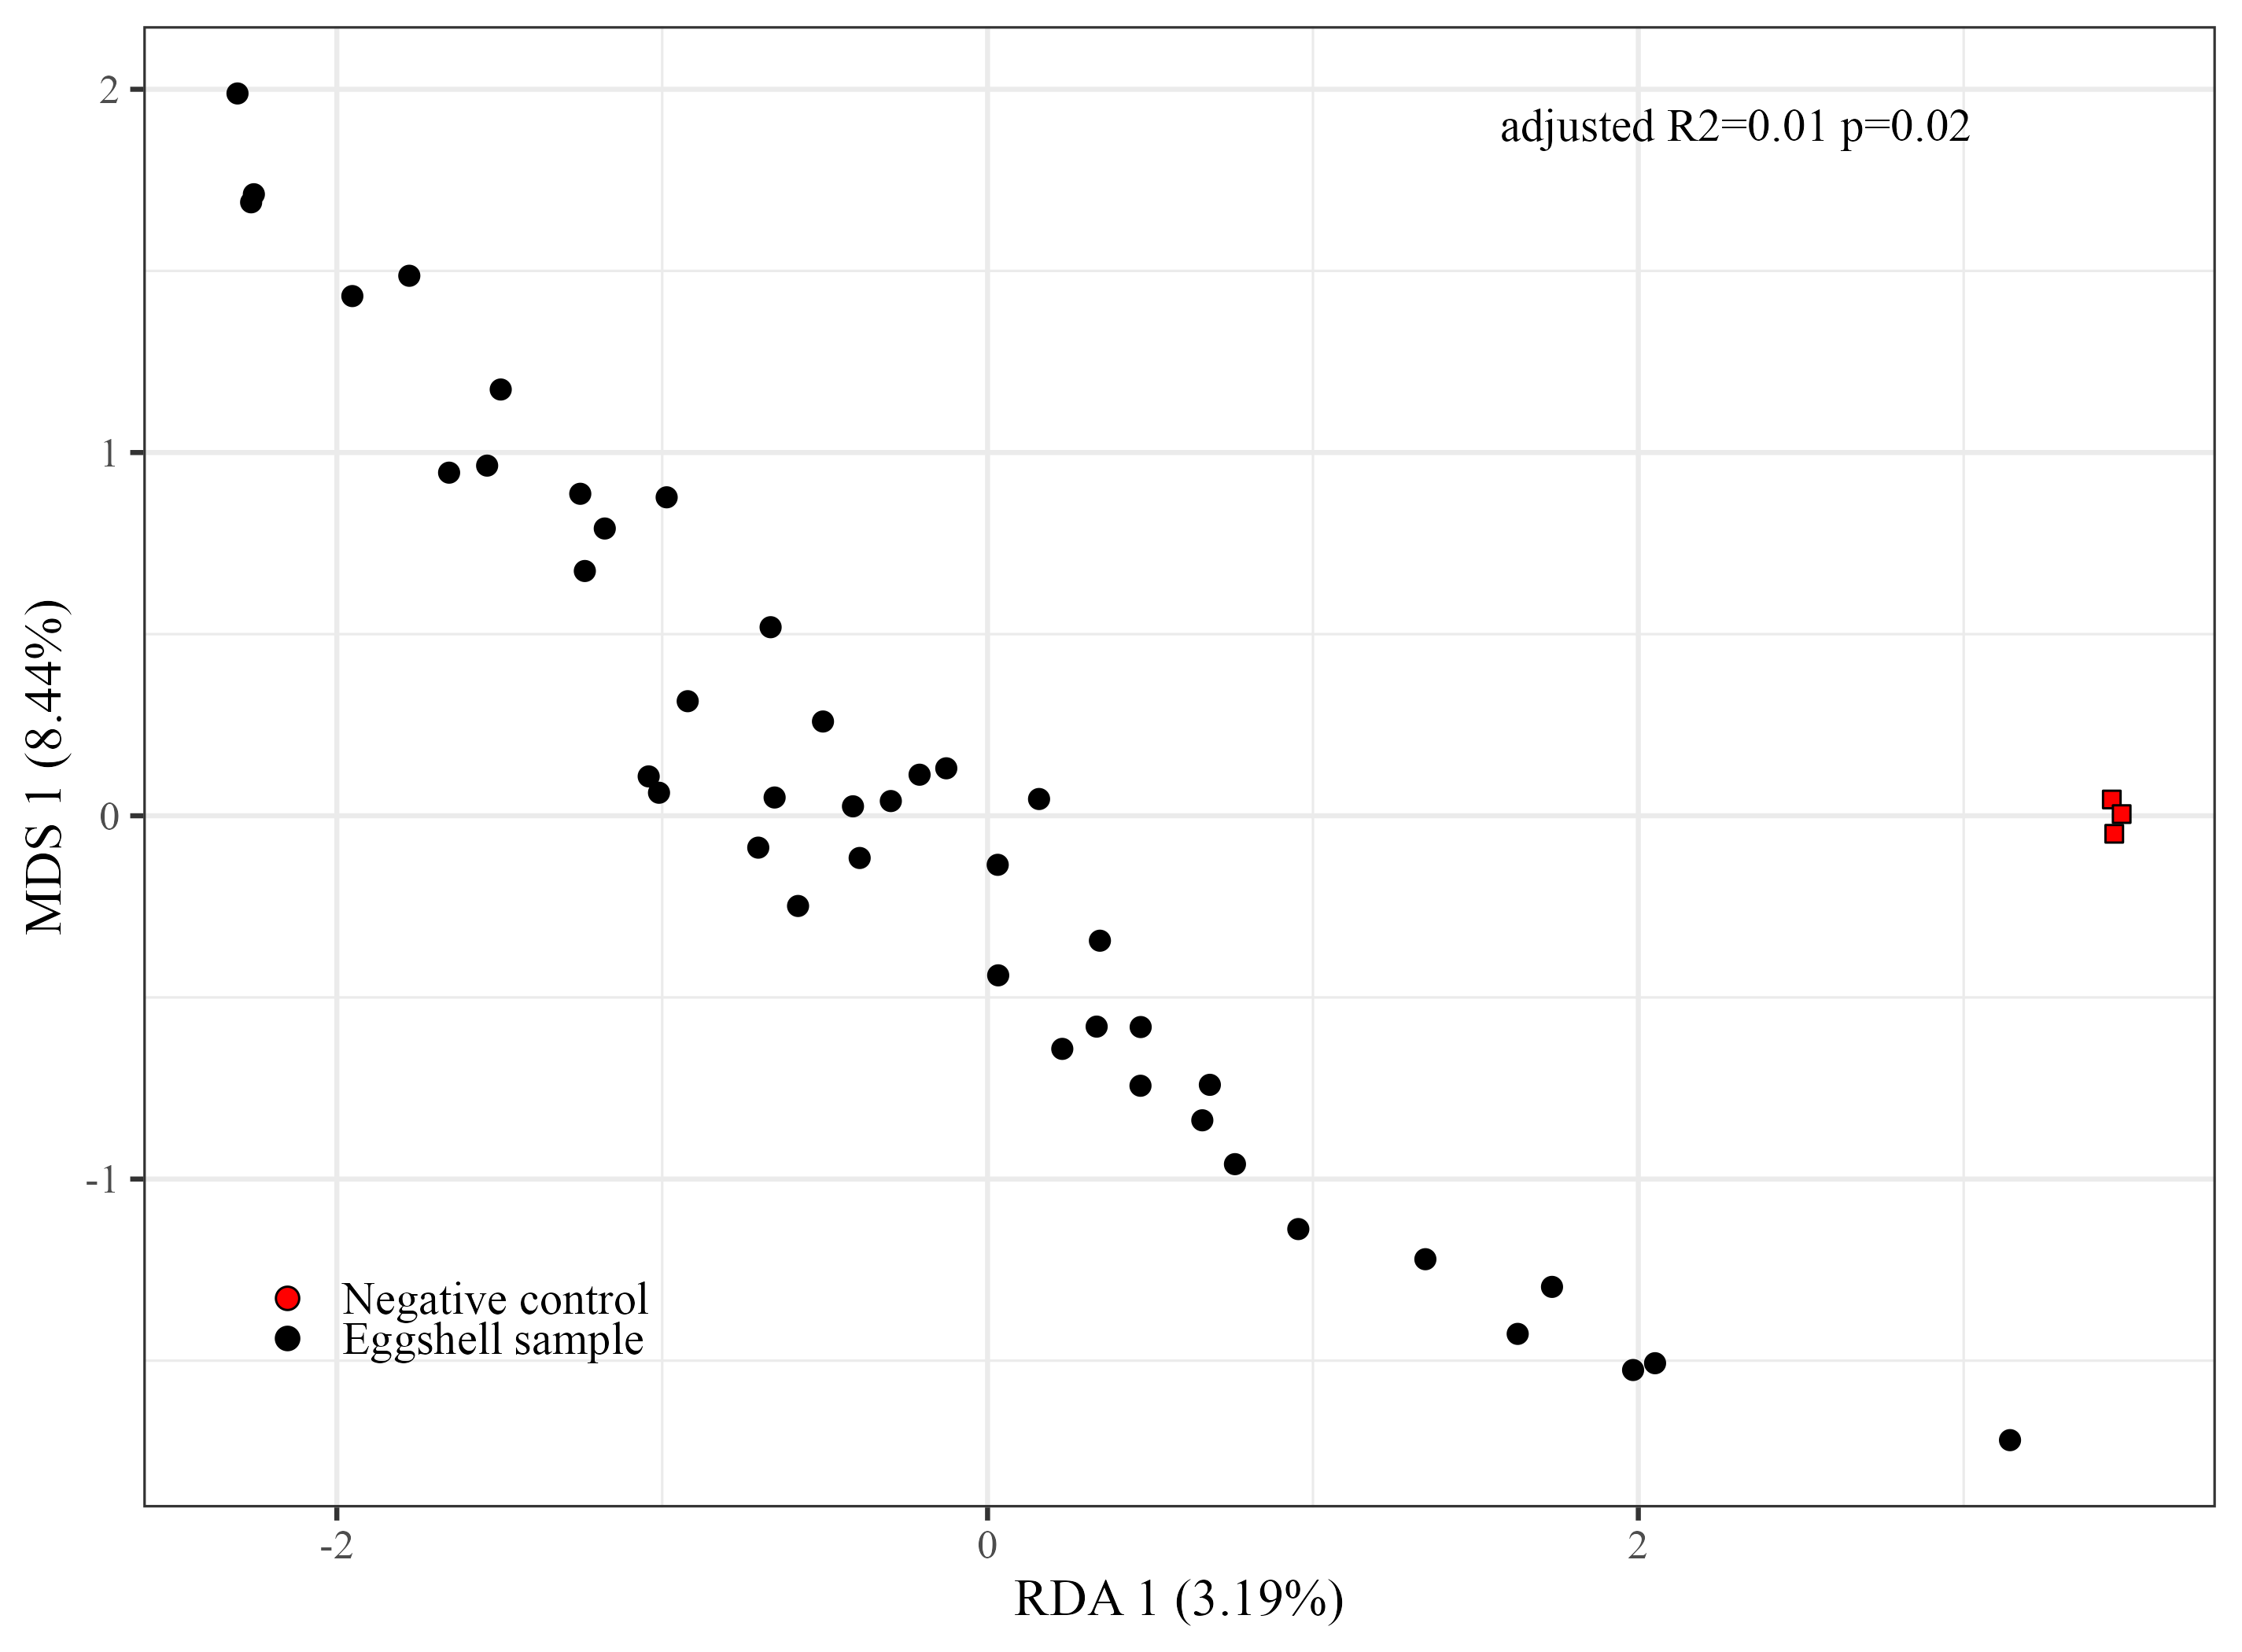 2
adjusted R2=0.01 p=0.02
1
MDS 1 (8.44%)
0
-1
Negative control
Eggshell sample
-2
0
2
RDA 1 (3.19%)